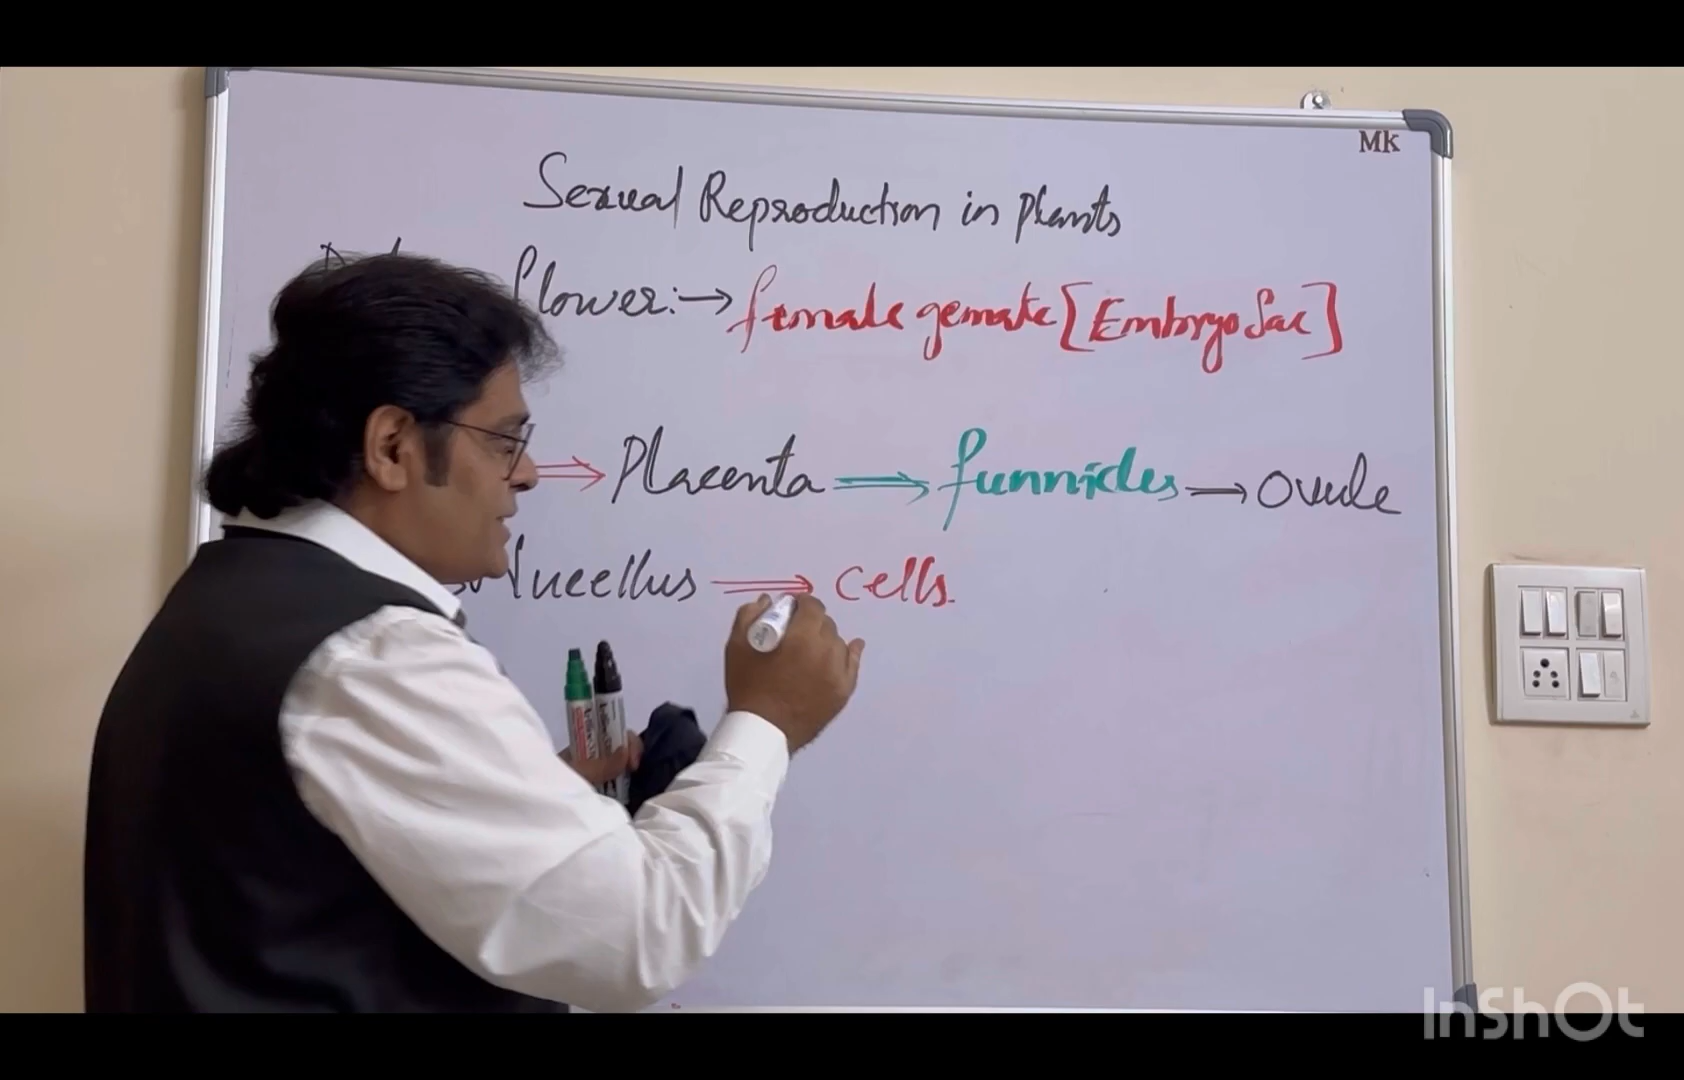 Mk
Sexual Reproduction in plants
flower:→ female gemate [Embryo Sac]
⇒ Placenta ⇒ funnicles → Ovule
Nucellus ⇒ cells.
InShOt